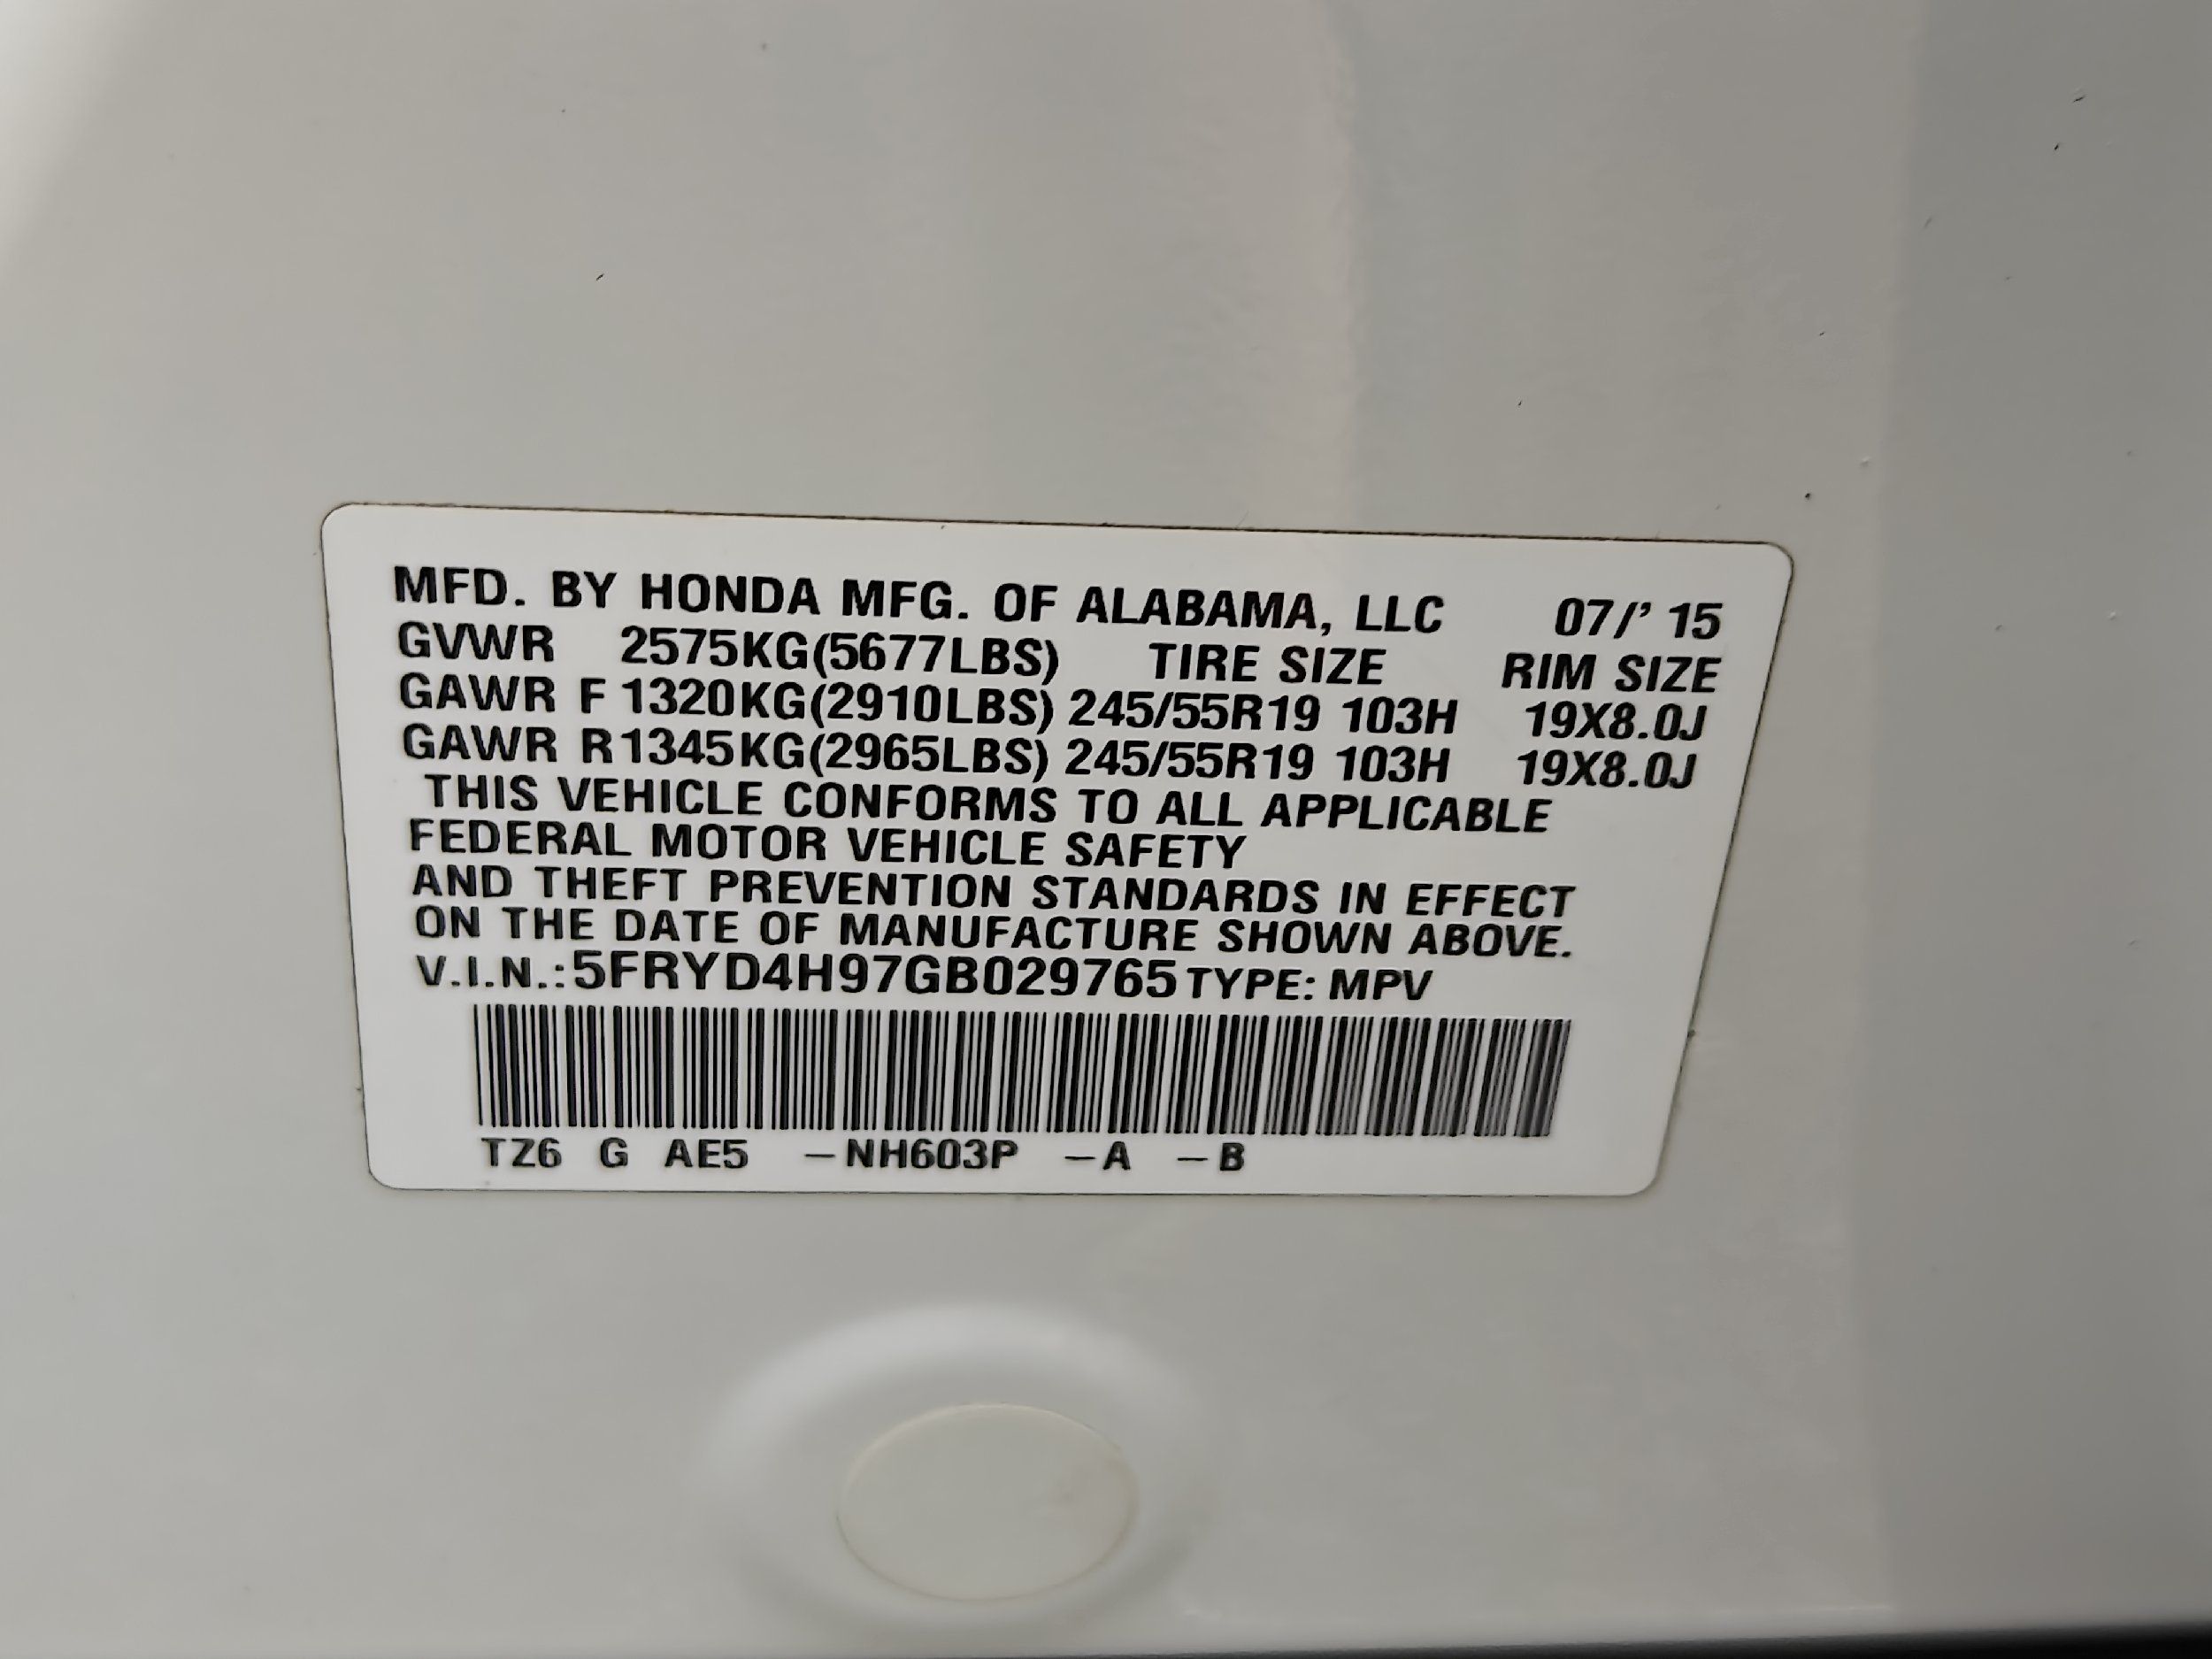 MFD. BY HONDA MFG. OF ALABAMA, LLC 07/' 15
GVWR 2575KG(5677LBS) TIRE SIZE RIM SIZE
GAWR F 1320KG(2910LBS) 245/55R19 103H 19X8.0J
GAWR R1345KG(2965LBS) 245/55R19 103H 19X8.0J
THIS VEHICLE CONFORMS TO ALL APPLICABLE
FEDERAL MOTOR VEHICLE SAFETY
AND THEFT PREVENTION STANDARDS IN EFFECT
ON THE DATE OF MANUFACTURE SHOWN ABOVE.
V.I.N.:5FRYD4H97GB029765 TYPE: MPV
TZ6 G AE5 –NH603P –A –B